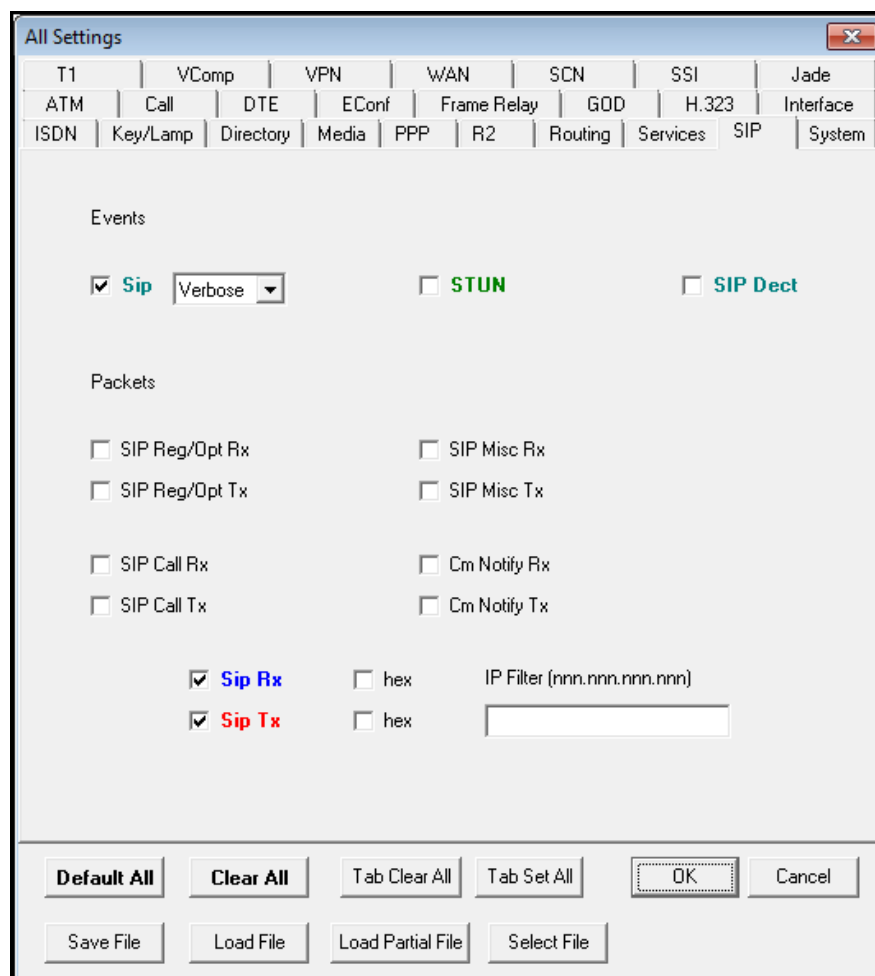 All Settings
T1 VComp VPN WAN SCN SSI Jade
ATM Call DTE EConf Frame Relay GOD H.323 Interface
ISDN Key/Lamp Directory Media PPP R2 Routing Services SIP System
Events
Sip Verbose STUN SIP Dect
Packets
SIP Reg/Opt Rx SIP Misc Rx
SIP Reg/Opt Tx SIP Misc Tx
SIP Call Rx Cm Notify Rx
SIP Call Tx Cm Notify Tx
Sip Rx hex IP Filter (nnn.nnn.nnn.nnn)
Sip Tx hex
Default All Clear All Tab Clear All Tab Set All OK Cancel
Save File Load File Load Partial File Select File